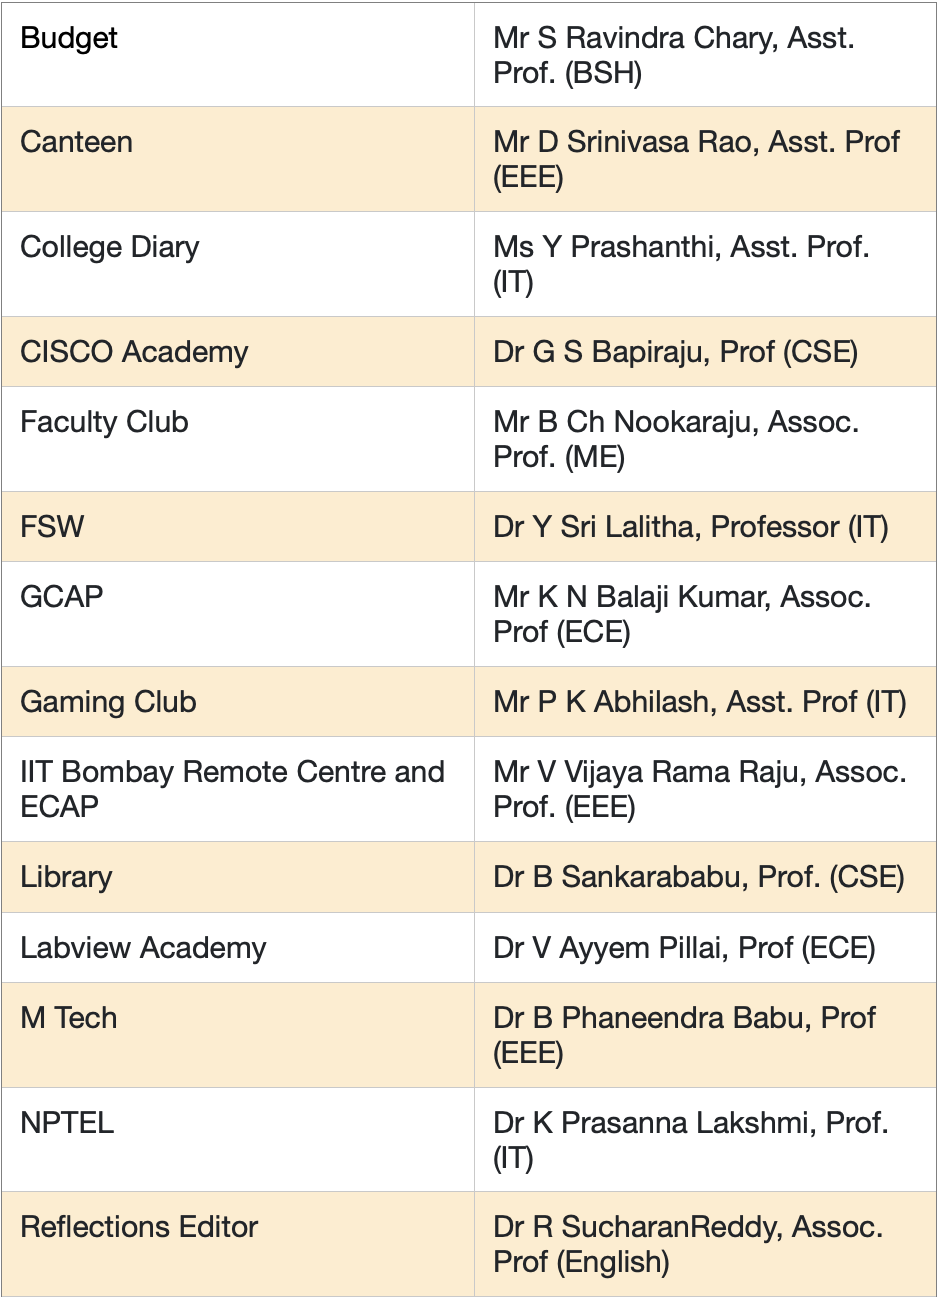 Budget
Mr S Ravindra Chary, Asst.
Prof. (BSH)
Canteen
Mr D Srinivasa Rao, Asst. Prof
(EEE)
College Diary
Ms Y Prashanthi, Asst. Prof.
(IT)
CISCO Academy
Dr G S Bapiraju, Prof (CSE)
Faculty Club
Mr B Ch Nookaraju, Assoc.
Prof. (ME)
FSW
Dr Y Sri Lalitha, Professor (IT)
GCAP
Mr K N Balaji Kumar, Assoc.
Prof (ECE)
Gaming Club
Mr P K Abhilash, Asst. Prof (IT)
IIT Bombay Remote Centre and
ECAP
Mr V Vijaya Rama Raju, Assoc.
Prof. (EEE)
Library
Dr B Sankarababu, Prof. (CSE)
Labview Academy
Dr V Ayyem Pillai, Prof (ECE)
M Tech
Dr B Phaneendra Babu, Prof
(EEE)
NPTEL
Dr K Prasanna Lakshmi, Prof.
(IT)
Reflections Editor
Dr R SucharanReddy, Assoc.
Prof (English)